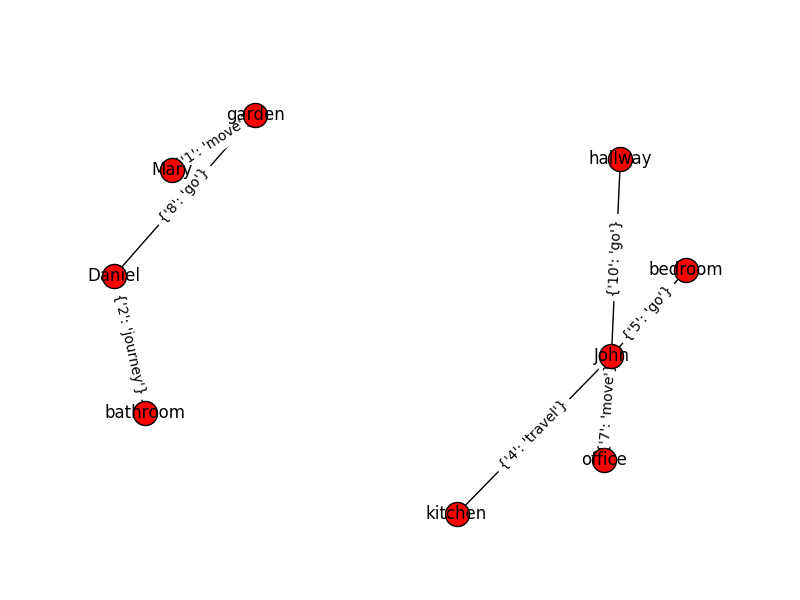 garden
{'1': 'move'}
Mary
hallway
{'8': 'go'}
{'10': 'go'}
bedroom
Daniel
{'5': 'go'}
{'2': 'journey'}
John
{'7': 'move'}
bathroom
{'4': 'travel'}
office
kitchen